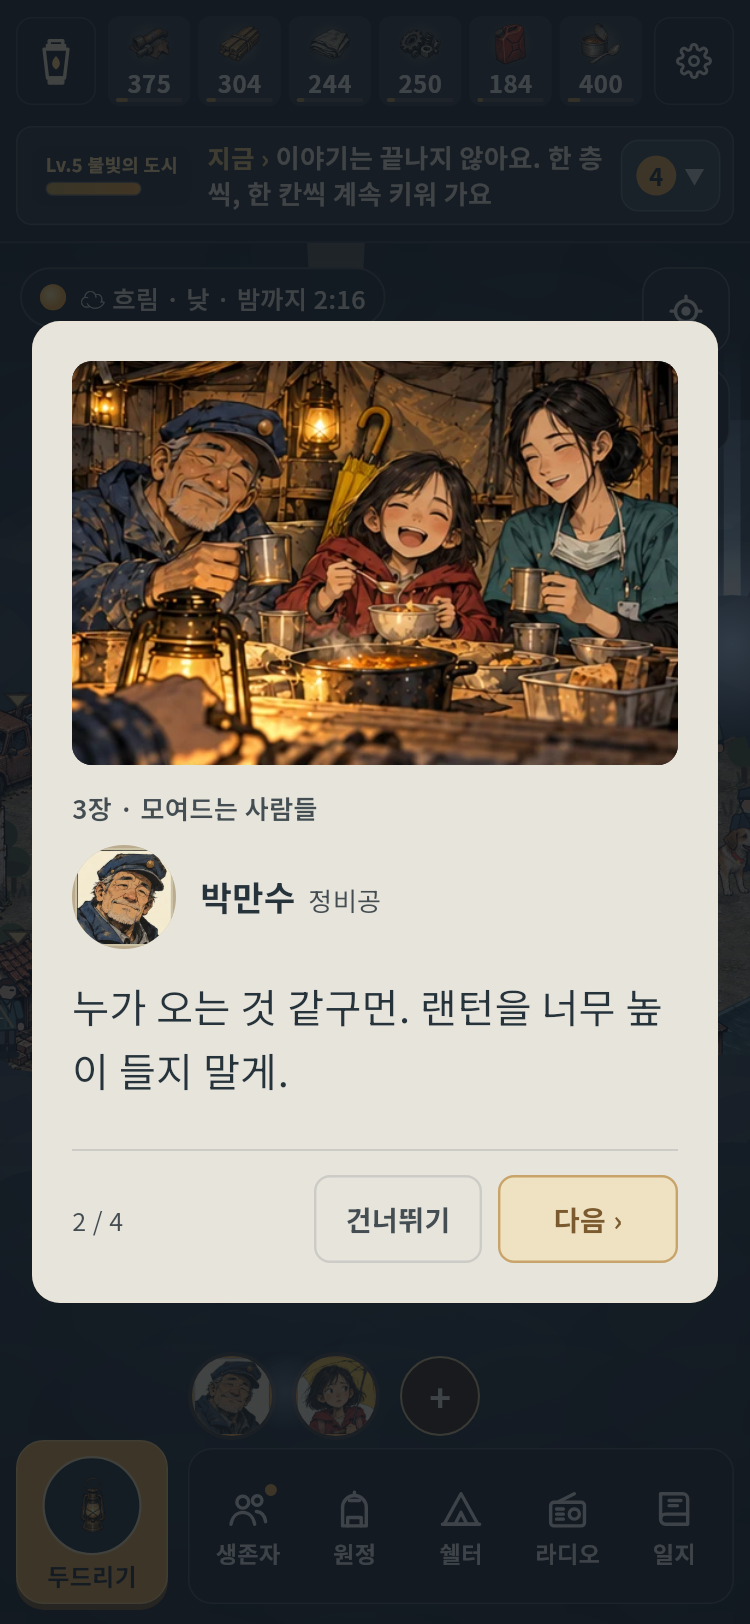 375
304
244
250
184
400
Lv.5 불빛의 도시
지금 › 이야기는 끝나지 않아요. 한 층
씩, 한 칸씩 계속 키워 가요
4 ▼
흐림 · 낮 · 밤까지 2:16
3장 · 모여드는 사람들
박만수 정비공
누가 오는 것 같구먼. 랜턴을 너무 높
이 들지 말게.
2 / 4
건너뛰기
다음 ›
+
두드리기
생존자
원정
쉘터
라디오
일지